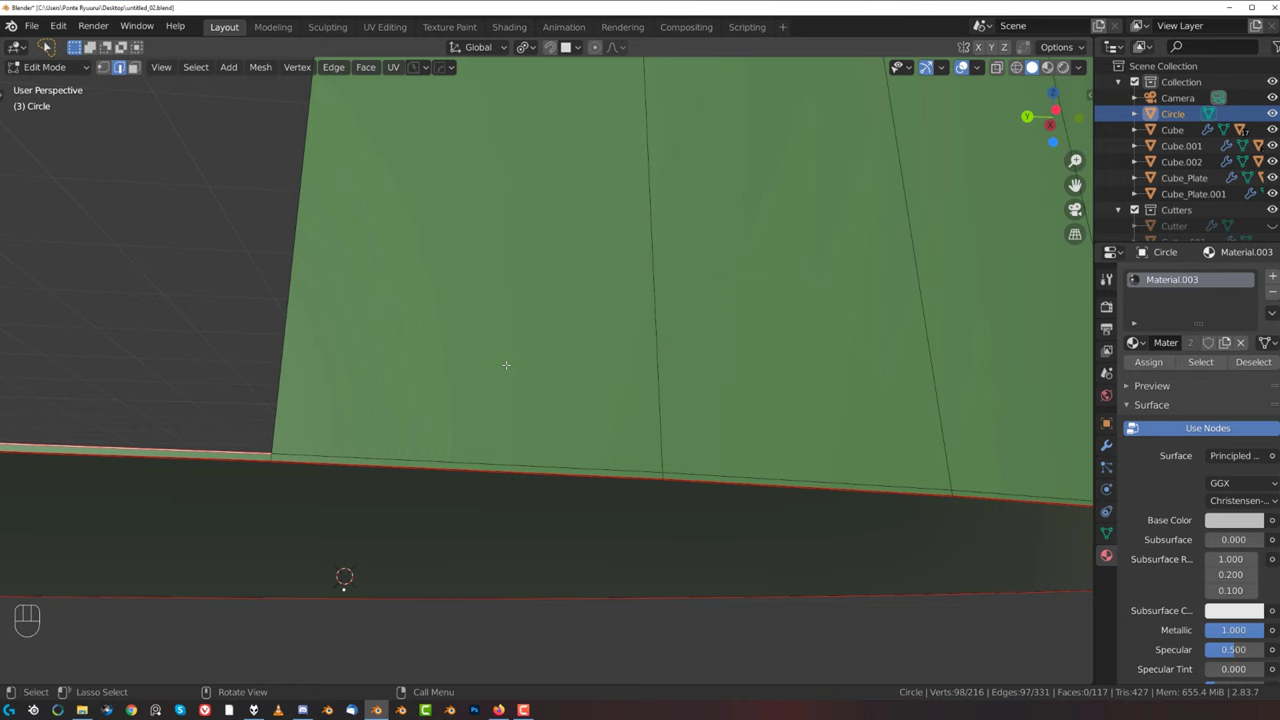 Blender* [C:\Users\Ponte Ryuurui\Desktop\untitled_02.blend]
File Edit Render Window Help Layout Modeling Sculpting UV Editing Texture Paint Shading Animation Rendering Compositing Scripting + Scene View Layer
Global X Y Z Options
Edit Mode View Select Add Mesh Vertex Edge Face UV
User Perspective
(3) Circle
Z
Y
X
Scene Collection
Collection
Camera
Circle
Cube 17
Cube.001
Cube.002
Cube_Plate
Cube_Plate.001
Cutters
Cutter
Circle Material.003
Material.003
Mater 2
Assign Select Deselect
Preview
Surface
Use Nodes
Surface Principled ...
GGX
Christensen-...
Base Color
Subsurface 0.000
Subsurface R... 1.000
0.200
0.100
Subsurface C...
Metallic 1.000
Specular 0.500
Specular Tint 0.000
Select Lasso Select Rotate View Call Menu Circle | Verts:98/216 | Edges:97/331 | Faces:0/117 | Tris:427 | Mem: 655.4 MiB | 2.83.7